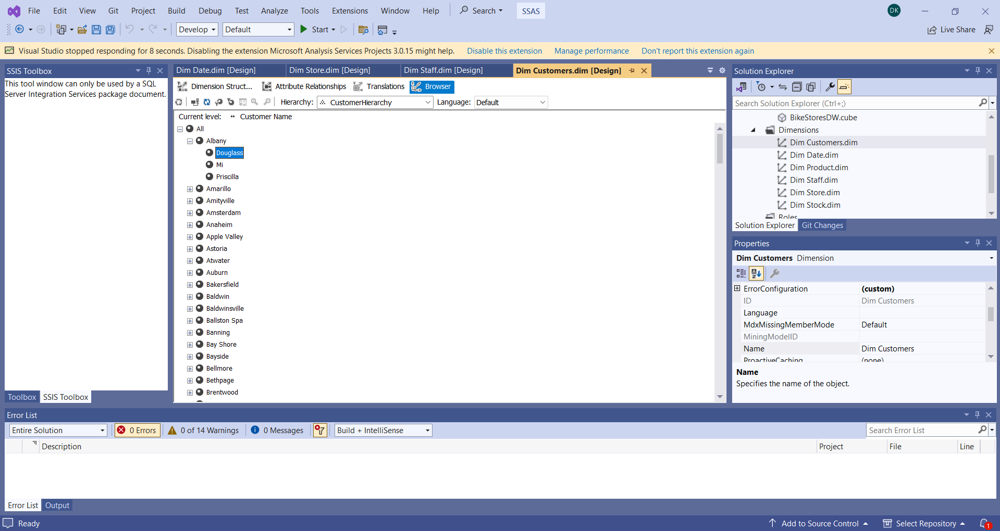 File Edit View Git Project Build Debug Test Analyze Tools Extensions Window Help Search SSAS DK
Develop Default Start Live Share
Visual Studio stopped responding for 8 seconds. Disabling the extension Microsoft Analysis Services Projects 3.0.15 might help. Disable this extension Manage performance Don't report this extension again
SSIS Toolbox
This tool window can only be used by a SQL
Server Integration Services package document.
Toolbox SSIS Toolbox
Dim Date.dim [Design] Dim Store.dim [Design] Dim Staff.dim [Design] Dim Customers.dim [Design]
Dimension Struct... Attribute Relationships Translations Browser
Hierarchy: CustomerHierarchy Language: Default
Current level: Customer Name
All
Albany
Douglass
Mi
Priscilla
Amarillo
Amityville
Amsterdam
Anaheim
Apple Valley
Astoria
Atwater
Auburn
Bakersfield
Baldwin
Baldwinsville
Ballston Spa
Banning
Bay Shore
Bayside
Bellmore
Bethpage
Brentwood
Solution Explorer
Search Solution Explorer (Ctrl+;)
BikeStoresDW.cube
Dimensions
Dim Customers.dim
Dim Date.dim
Dim Product.dim
Dim Staff.dim
Dim Store.dim
Dim Stock.dim
Roles
Solution Explorer Git Changes
Properties
Dim Customers Dimension
ErrorConfiguration (custom)
ID Dim Customers
Language
MdxMissingMemberMode Default
MiningModelID
Name Dim Customers
ProactiveCaching (none)
Name
Specifies the name of the object.
Error List
Entire Solution 0 Errors 0 of 14 Warnings 0 Messages Build + IntelliSense Search Error List
Description Project File Line
Error List Output
Ready Add to Source Control Select Repository 1